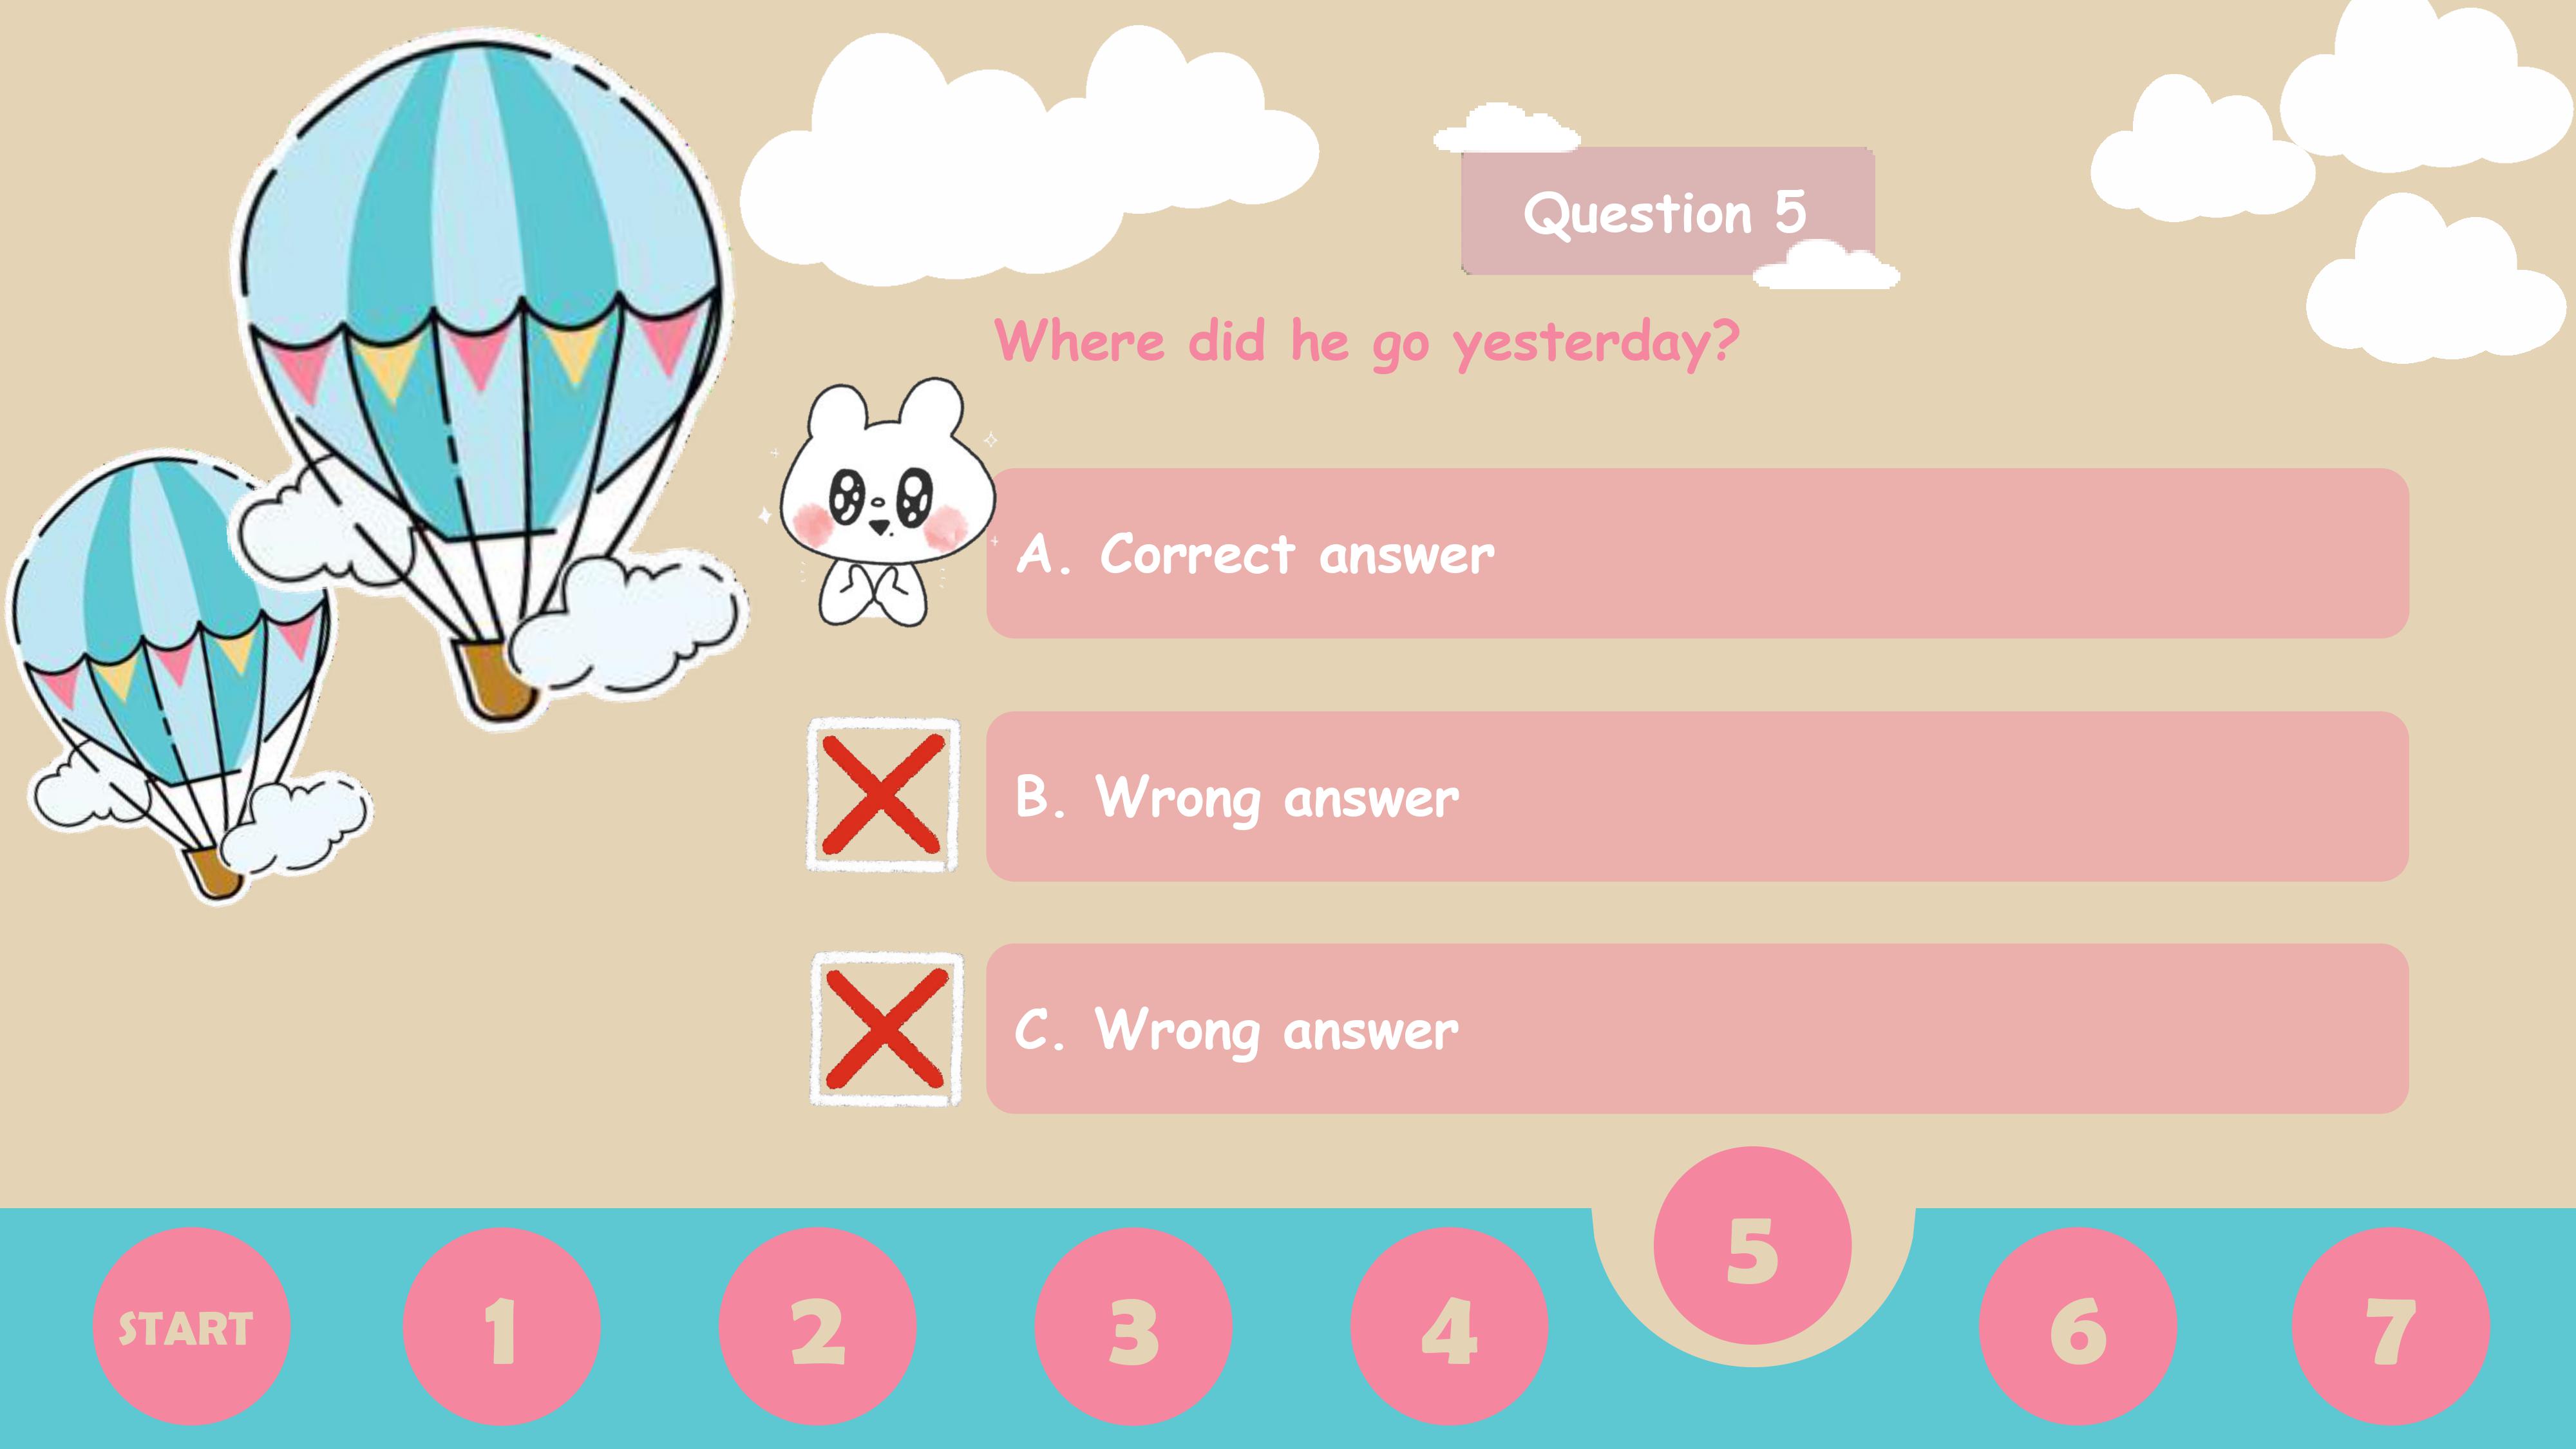 Question 5
Where did he go yesterday?
A. Correct answer
B. Wrong answer
C. Wrong answer
START
1
2
3
4
5
6
7